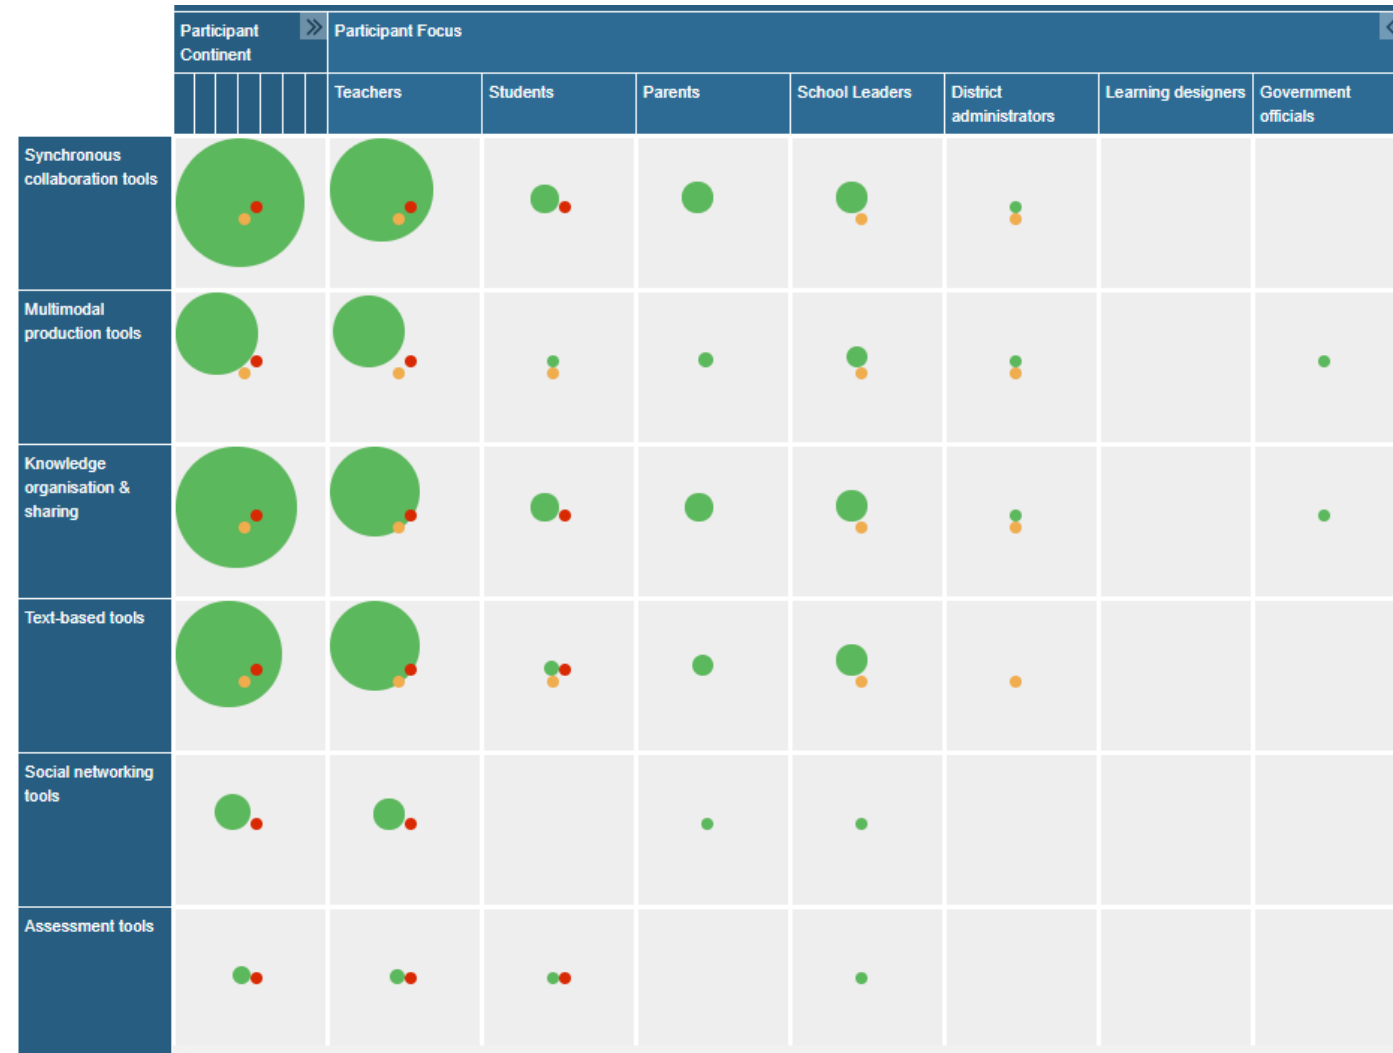 Participant
Continent
Participant Focus
Teachers
Students
Parents
School Leaders
District
administrators
Learning designers
Government
officials
Synchronous
collaboration tools
Multimodal
production tools
Knowledge
organisation &
sharing
Text-based tools
Social networking
tools
Assessment tools